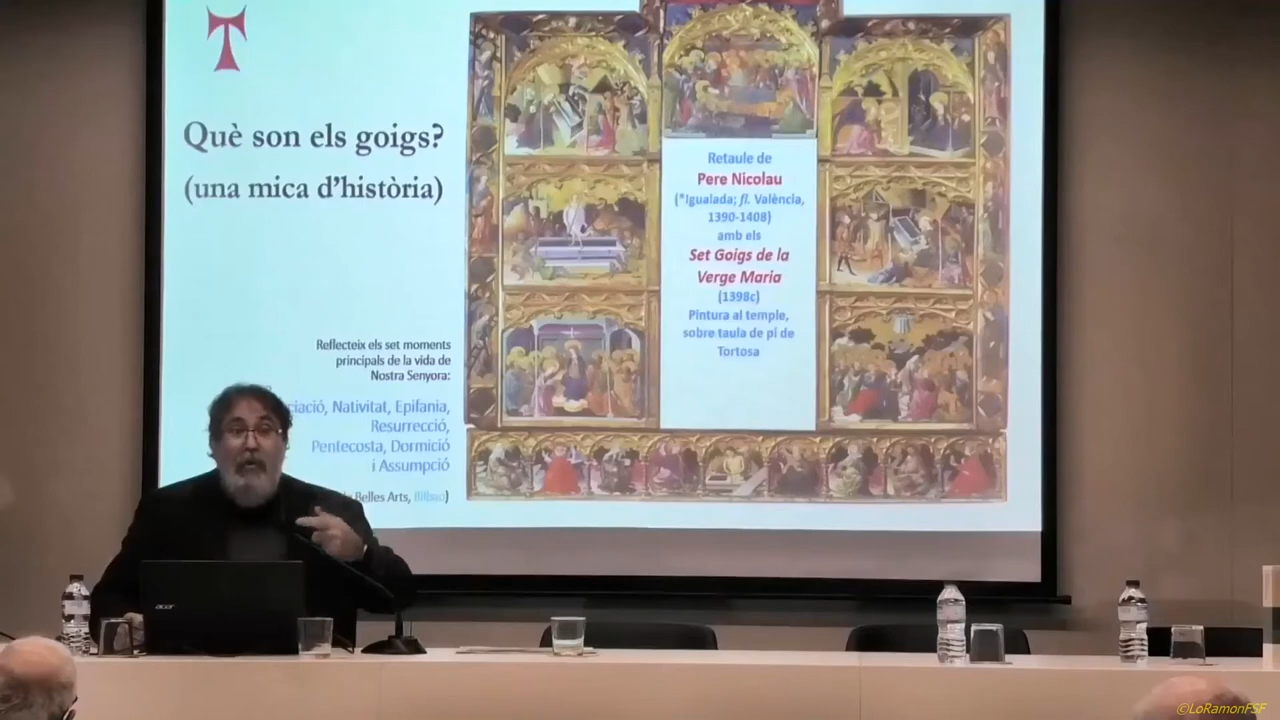 Què son els goigs?
(una mica d'història)
Reflecteix els set moments
principals de la vida de
Nostra Senyora:
Nativitat, Epifania,
Resurrecció,
Pentecosta, Dormició
i Assumpció
Belles Arts, Bilbao)
Retaule de
Pere Nicolau
(*Igualada; fl. València,
1390-1408)
amb els
Set Goigs de la
Verge Maria
(1398c)
Pintura al temple,
sobre taula de pi de
Tortosa
acer
©LoRamonFSF